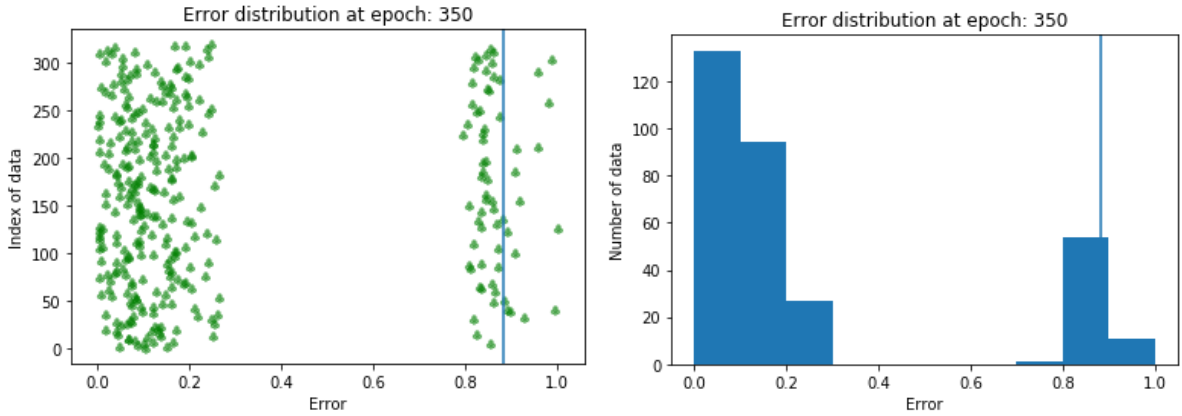 Error distribution at epoch: 350
Index of data
300
250
200
150
100
50
0
0.0 0.2 0.4 0.6 0.8 1.0
Error
Error distribution at epoch: 350
Number of data
120
100
80
60
40
20
0
0.0 0.2 0.4 0.6 0.8 1.0
Error